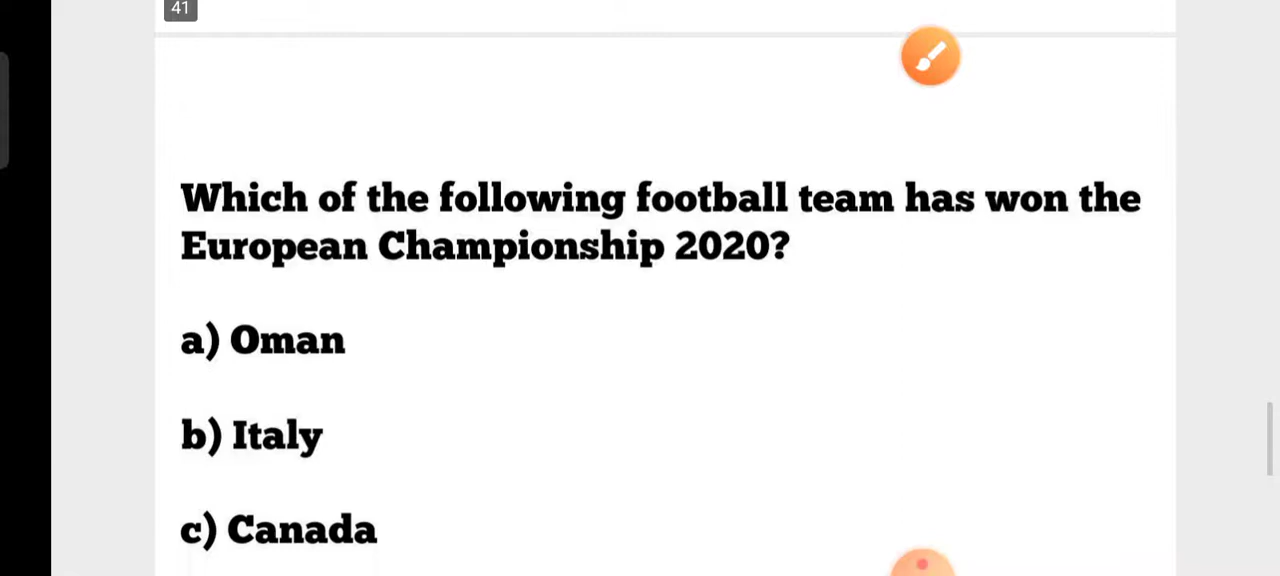 41
Which of the following football team has won the
European Championship 2020?
a) Oman
b) Italy
c) Canada